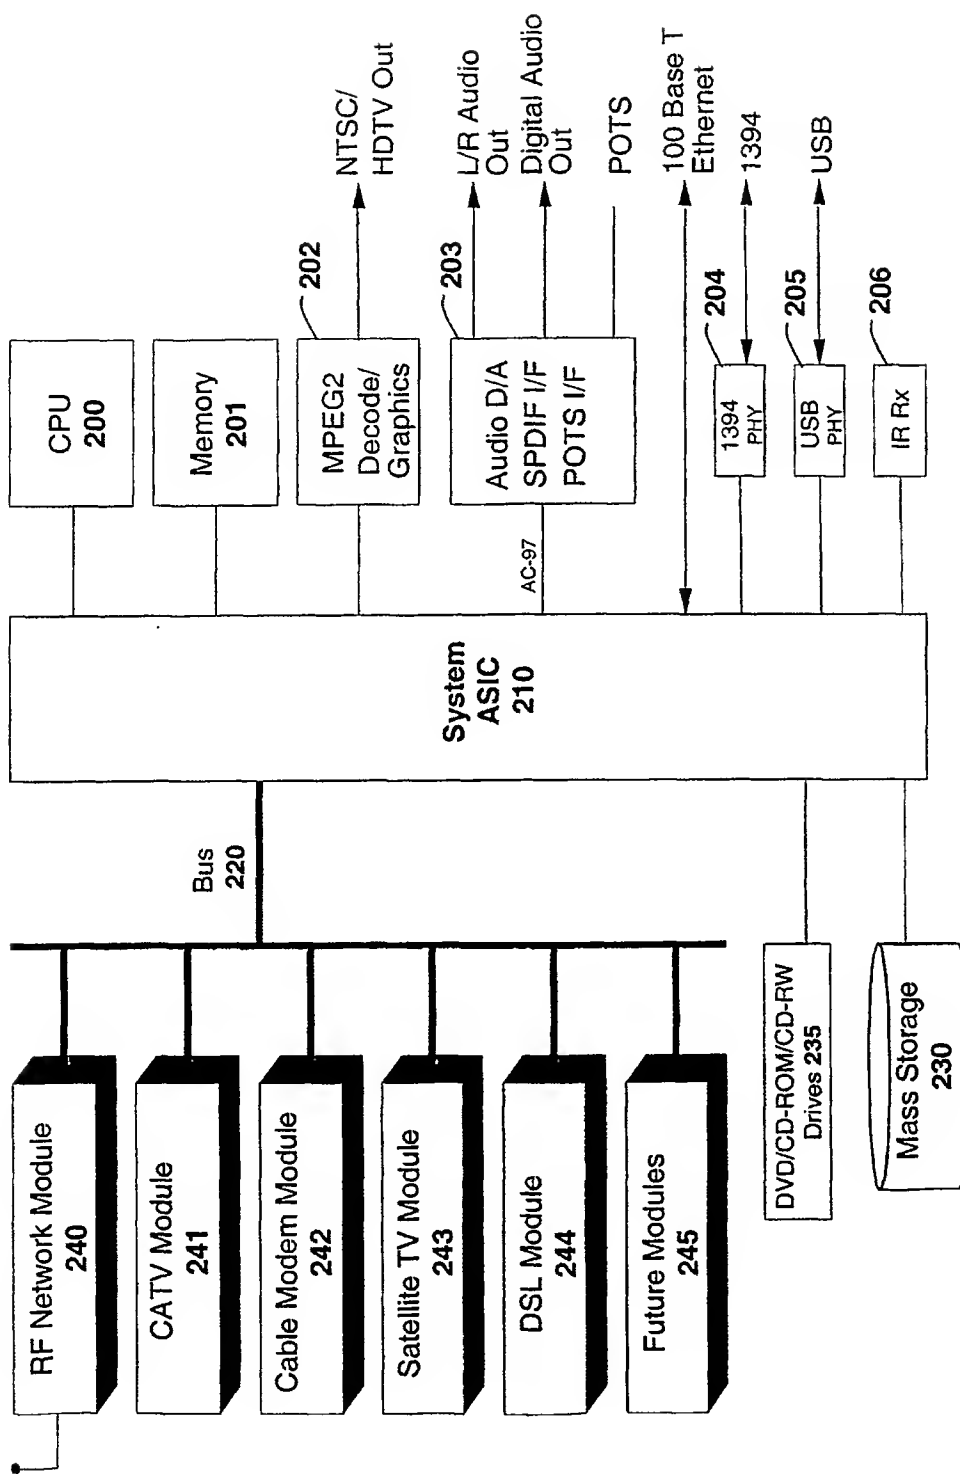 RF Network Module
240
CATV Module
241
Cable Modem Module
242
Satellite TV Module
243
DSL Module
244
Future Modules
245
DVD/CD-ROM/CD-RW
Drives 235
Mass Storage
230
Bus
220
System
ASIC
210
CPU
200
Memory
201
MPEG2
Decode/
Graphics
202
NTSC/
HDTV Out
AC-97
Audio D/A
SPDIF I/F
POTS I/F
203
L/R Audio
Out
Digital Audio
Out
POTS
100 Base T
Ethernet
1394
PHY
204
1394
USB
PHY
205
USB
IR Rx
206